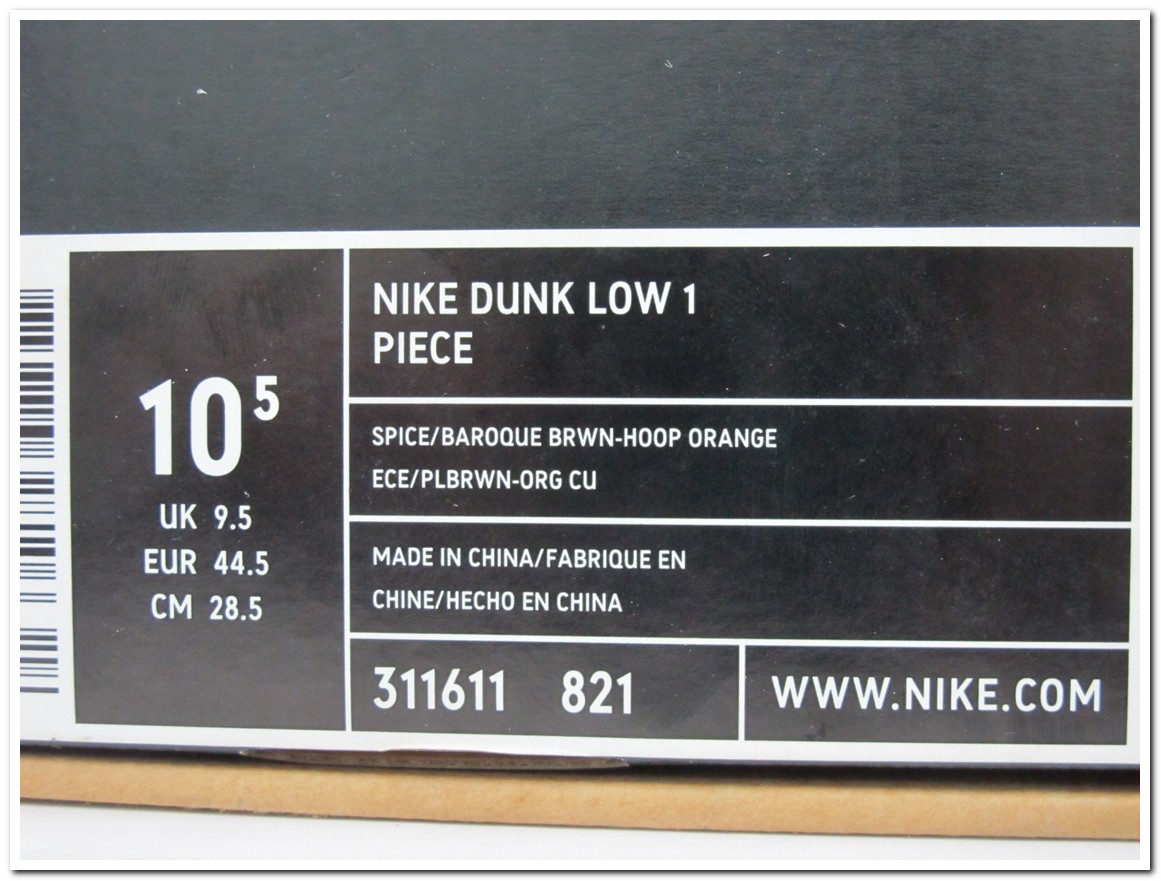 10 5
UK 9.5
EUR 44.5
CM 28.5
NIKE DUNK LOW 1
PIECE
SPICE/BAROQUE BRWN-HOOP ORANGE
ECE/PLBRWN-ORG CU
MADE IN CHINA/FABRIQUE EN
CHINE/HECHO EN CHINA
311611 821
WWW.NIKE.COM